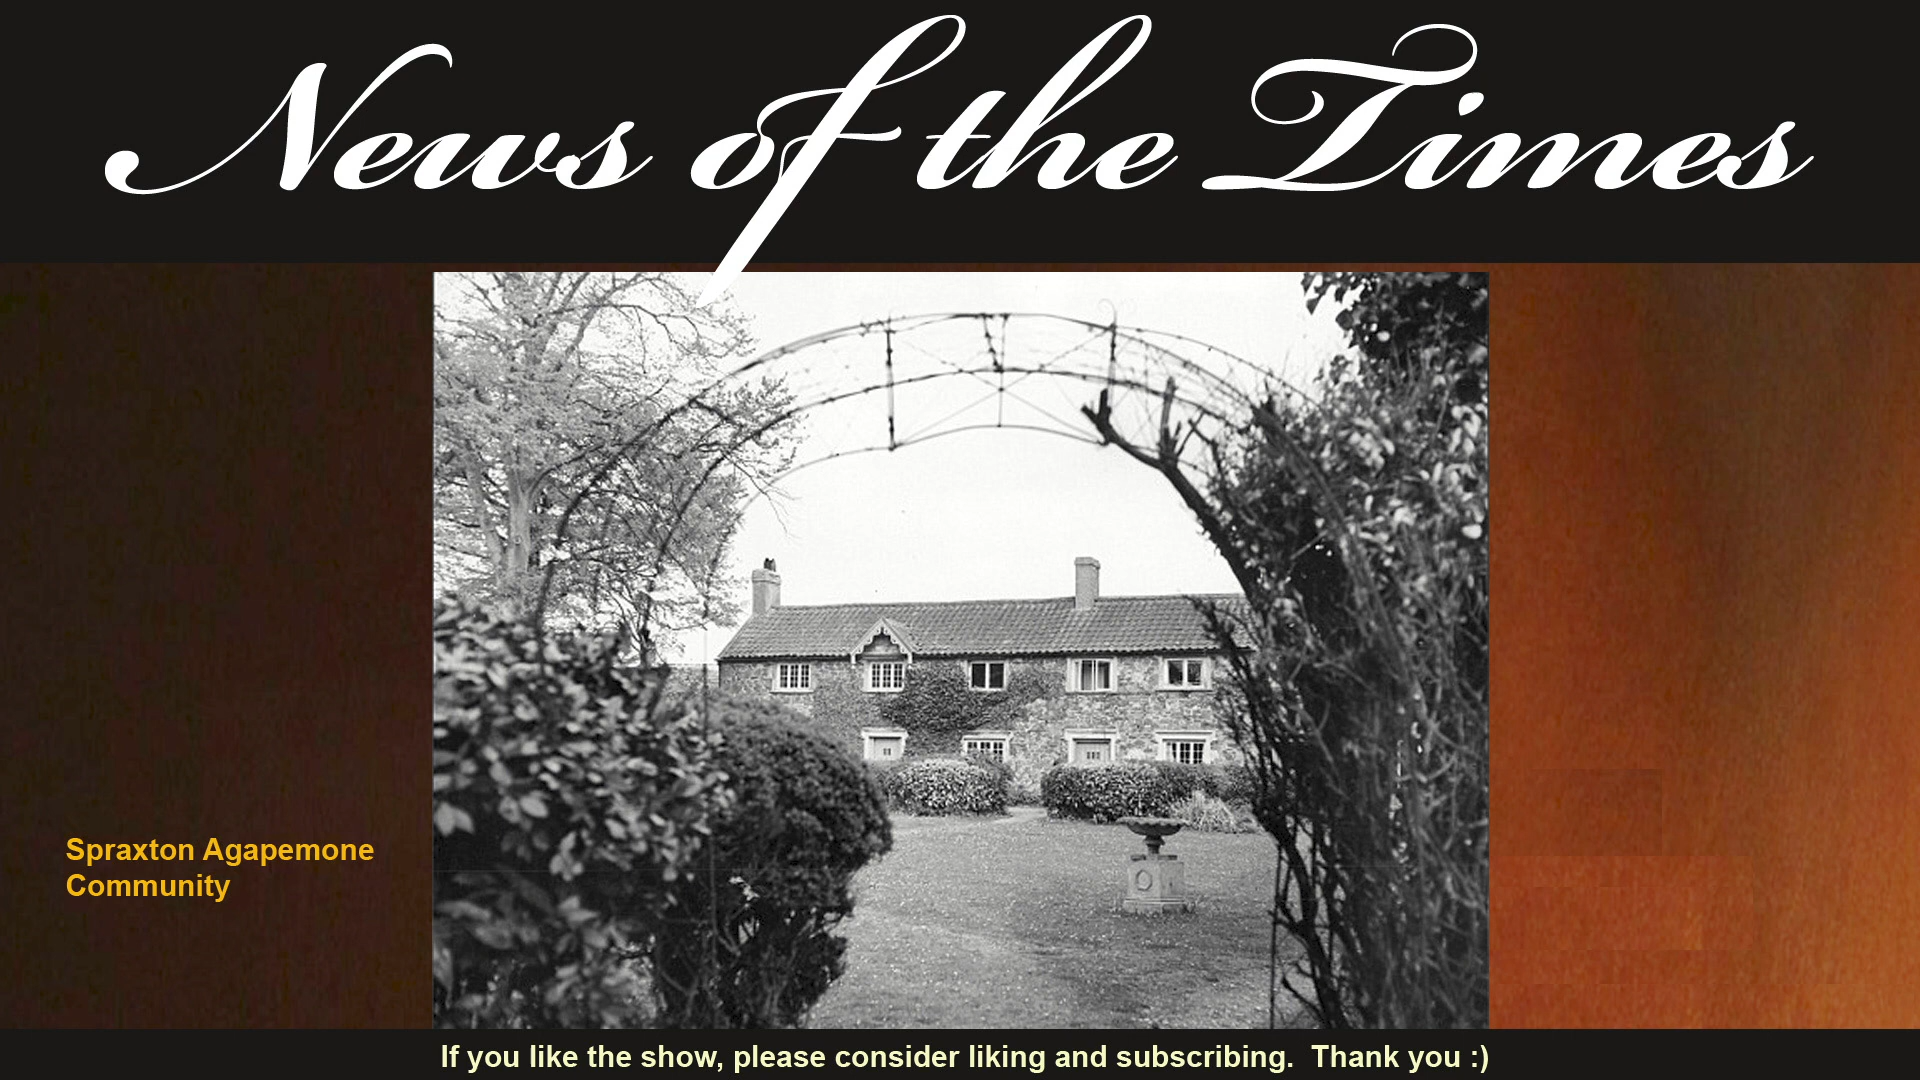 News of the Times
Spraxton Agapemone
Community
If you like the show, please consider liking and subscribing.  Thank you :)